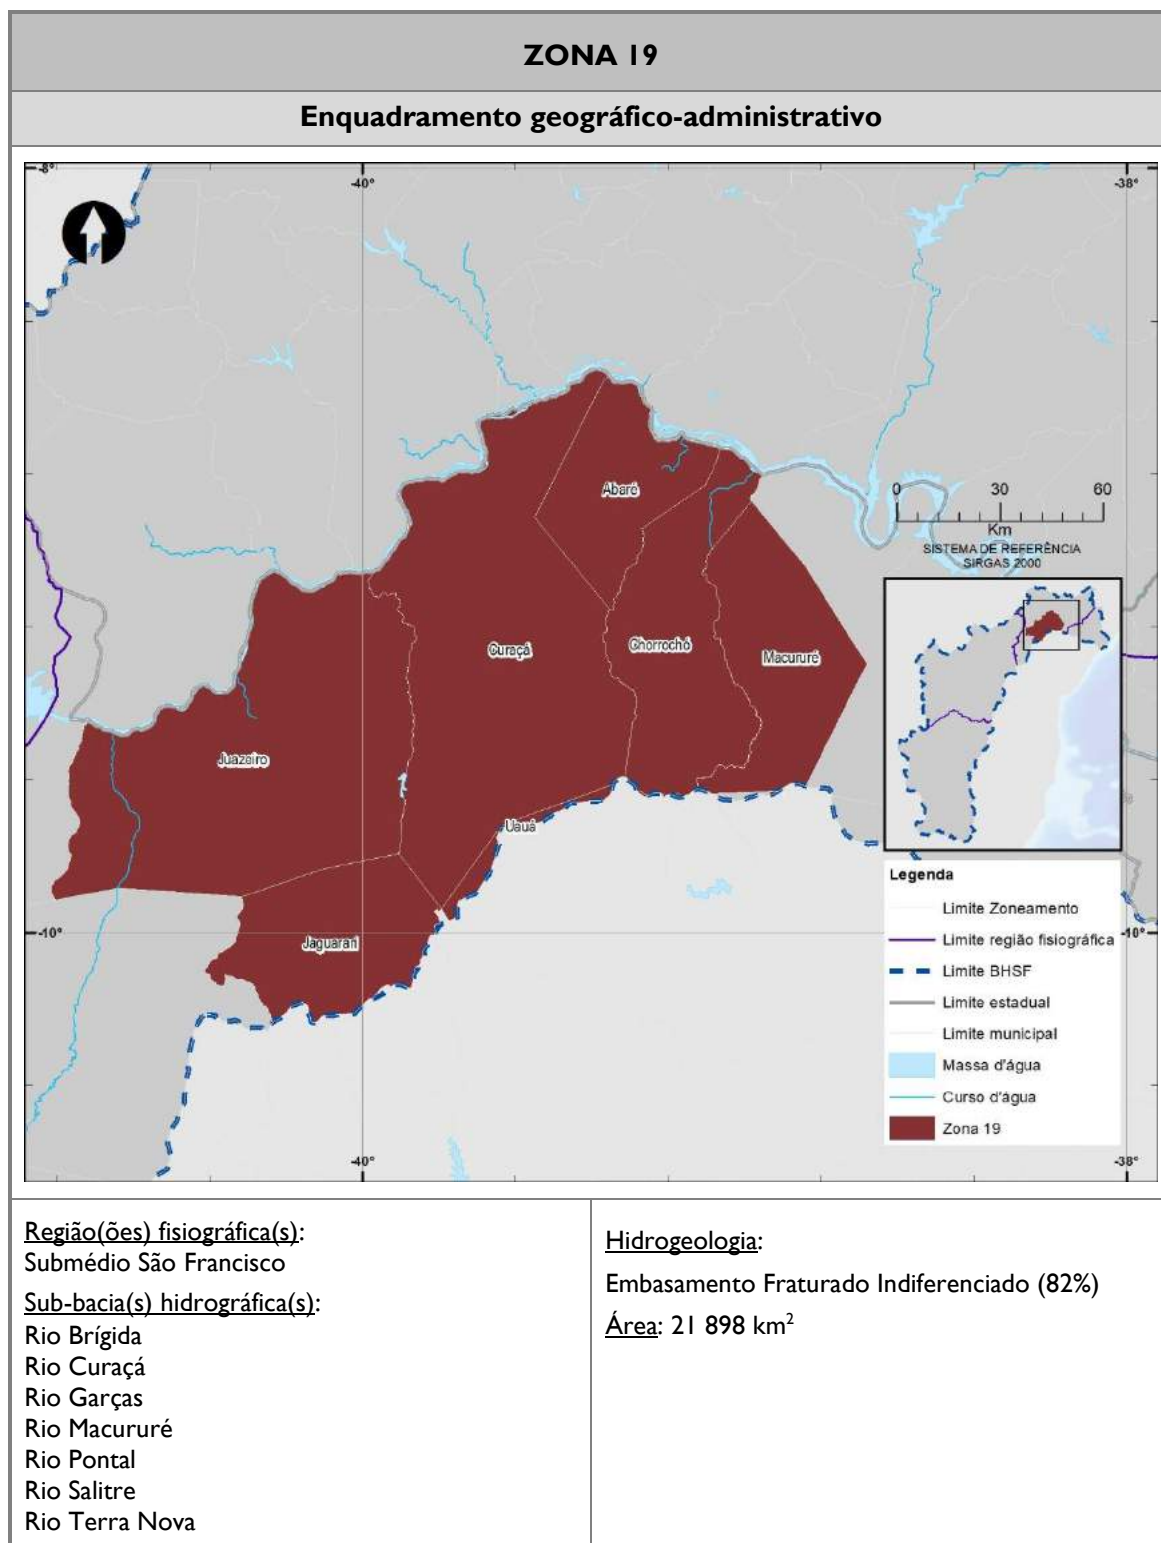 ZONA 19
Enquadramento geográfico-administrativo
-8°
-40°
-38°
Abaré
0 30 60
Km
SISTEMA DE REFERÊNCIA
SIRGAS 2000
Curaçá
Chorrochó
Macururé
Juazeiro
Uauá
Jaguarari
-10°
-10°
-40°
-38°
Legenda
Limite Zoneamento
Limite região fisiográfica
Limite BHSF
Limite estadual
Limite municipal
Massa d'água
Curso d'água
Zona 19
Região(ões) fisiográfica(s):
Submédio São Francisco
Sub-bacia(s) hidrográfica(s):
Rio Brígida
Rio Curaçá
Rio Garças
Rio Macururé
Rio Pontal
Rio Salitre
Rio Terra Nova
Hidrogeologia:
Embasamento Fraturado Indiferenciado (82%)
Área: 21 898 km²